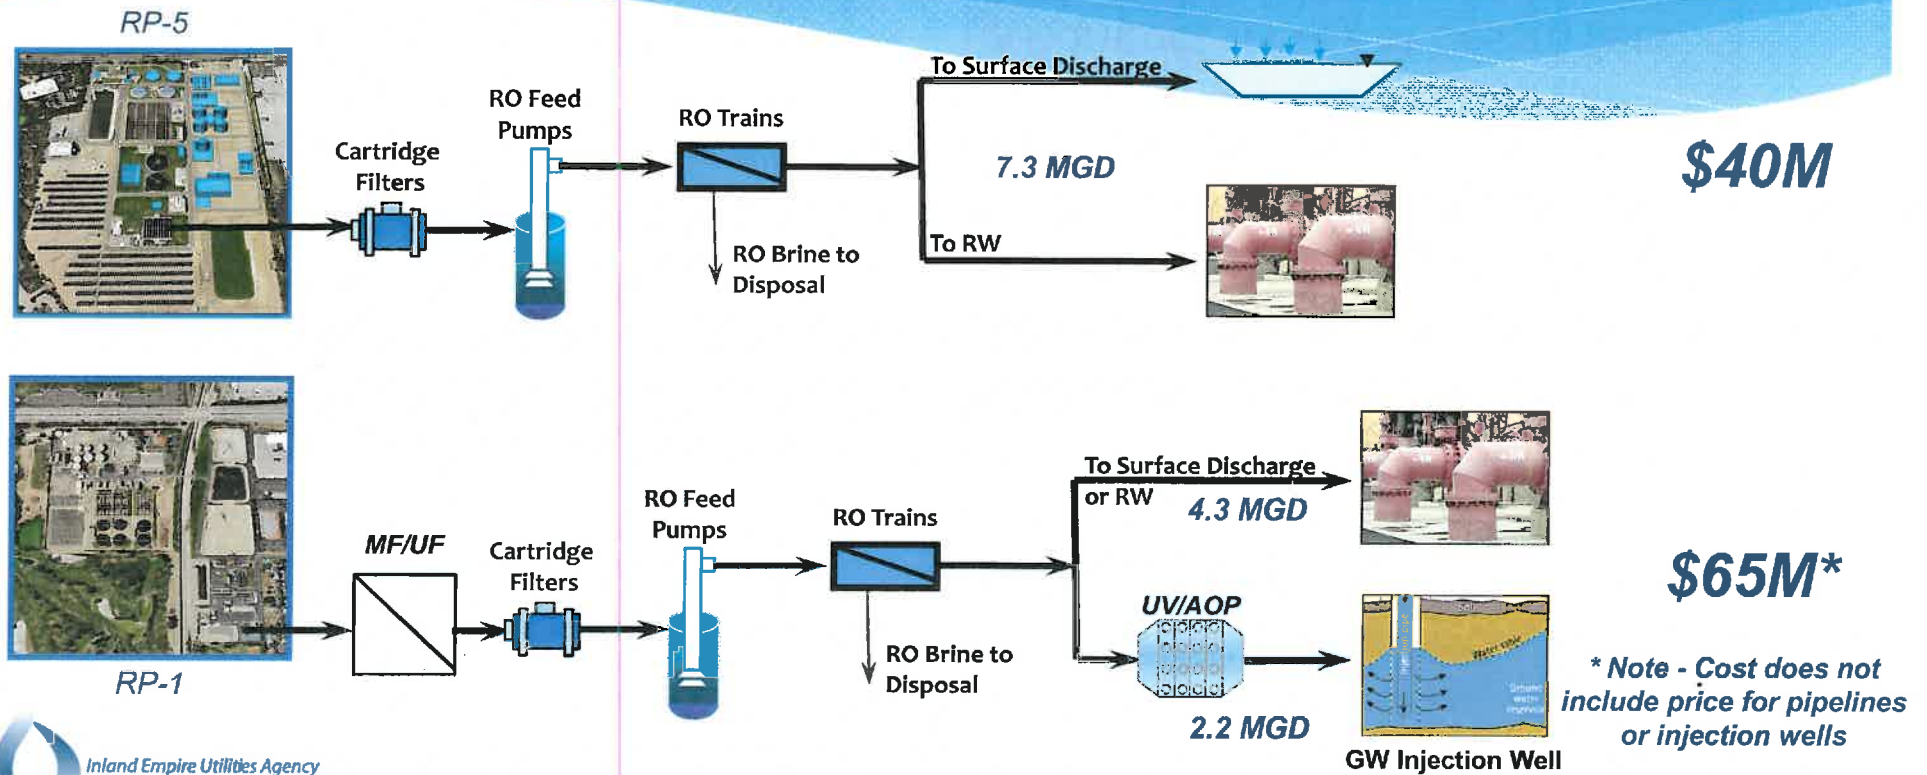 RP-5
To Surface Discharge
RO Feed
Pumps
RO Trains
Cartridge
Filters
7.3 MGD
$40M
To RW
RO Brine to
Disposal
To Surface Discharge
or RW
4.3 MGD
RO Feed
Pumps
RO Trains
MF/UF
Cartridge
Filters
$65M*
UV/AOP
Water table
RO Brine to
Disposal
* Note - Cost does not
include price for pipelines
or injection wells
RP-1
2.2 MGD
GW Injection Well
Inland Empire Utilities Agency